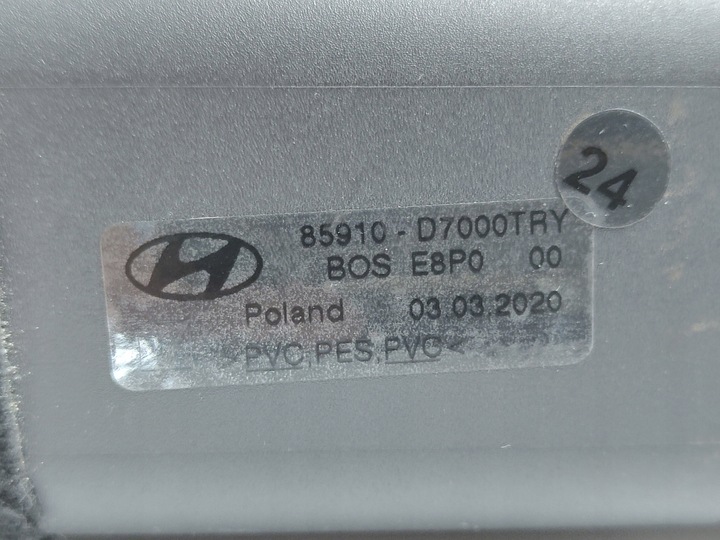 24
85910 - D7000TRY
BOS E8P0 00
Poland 03.03.2020
>PVC,PES,PVC<